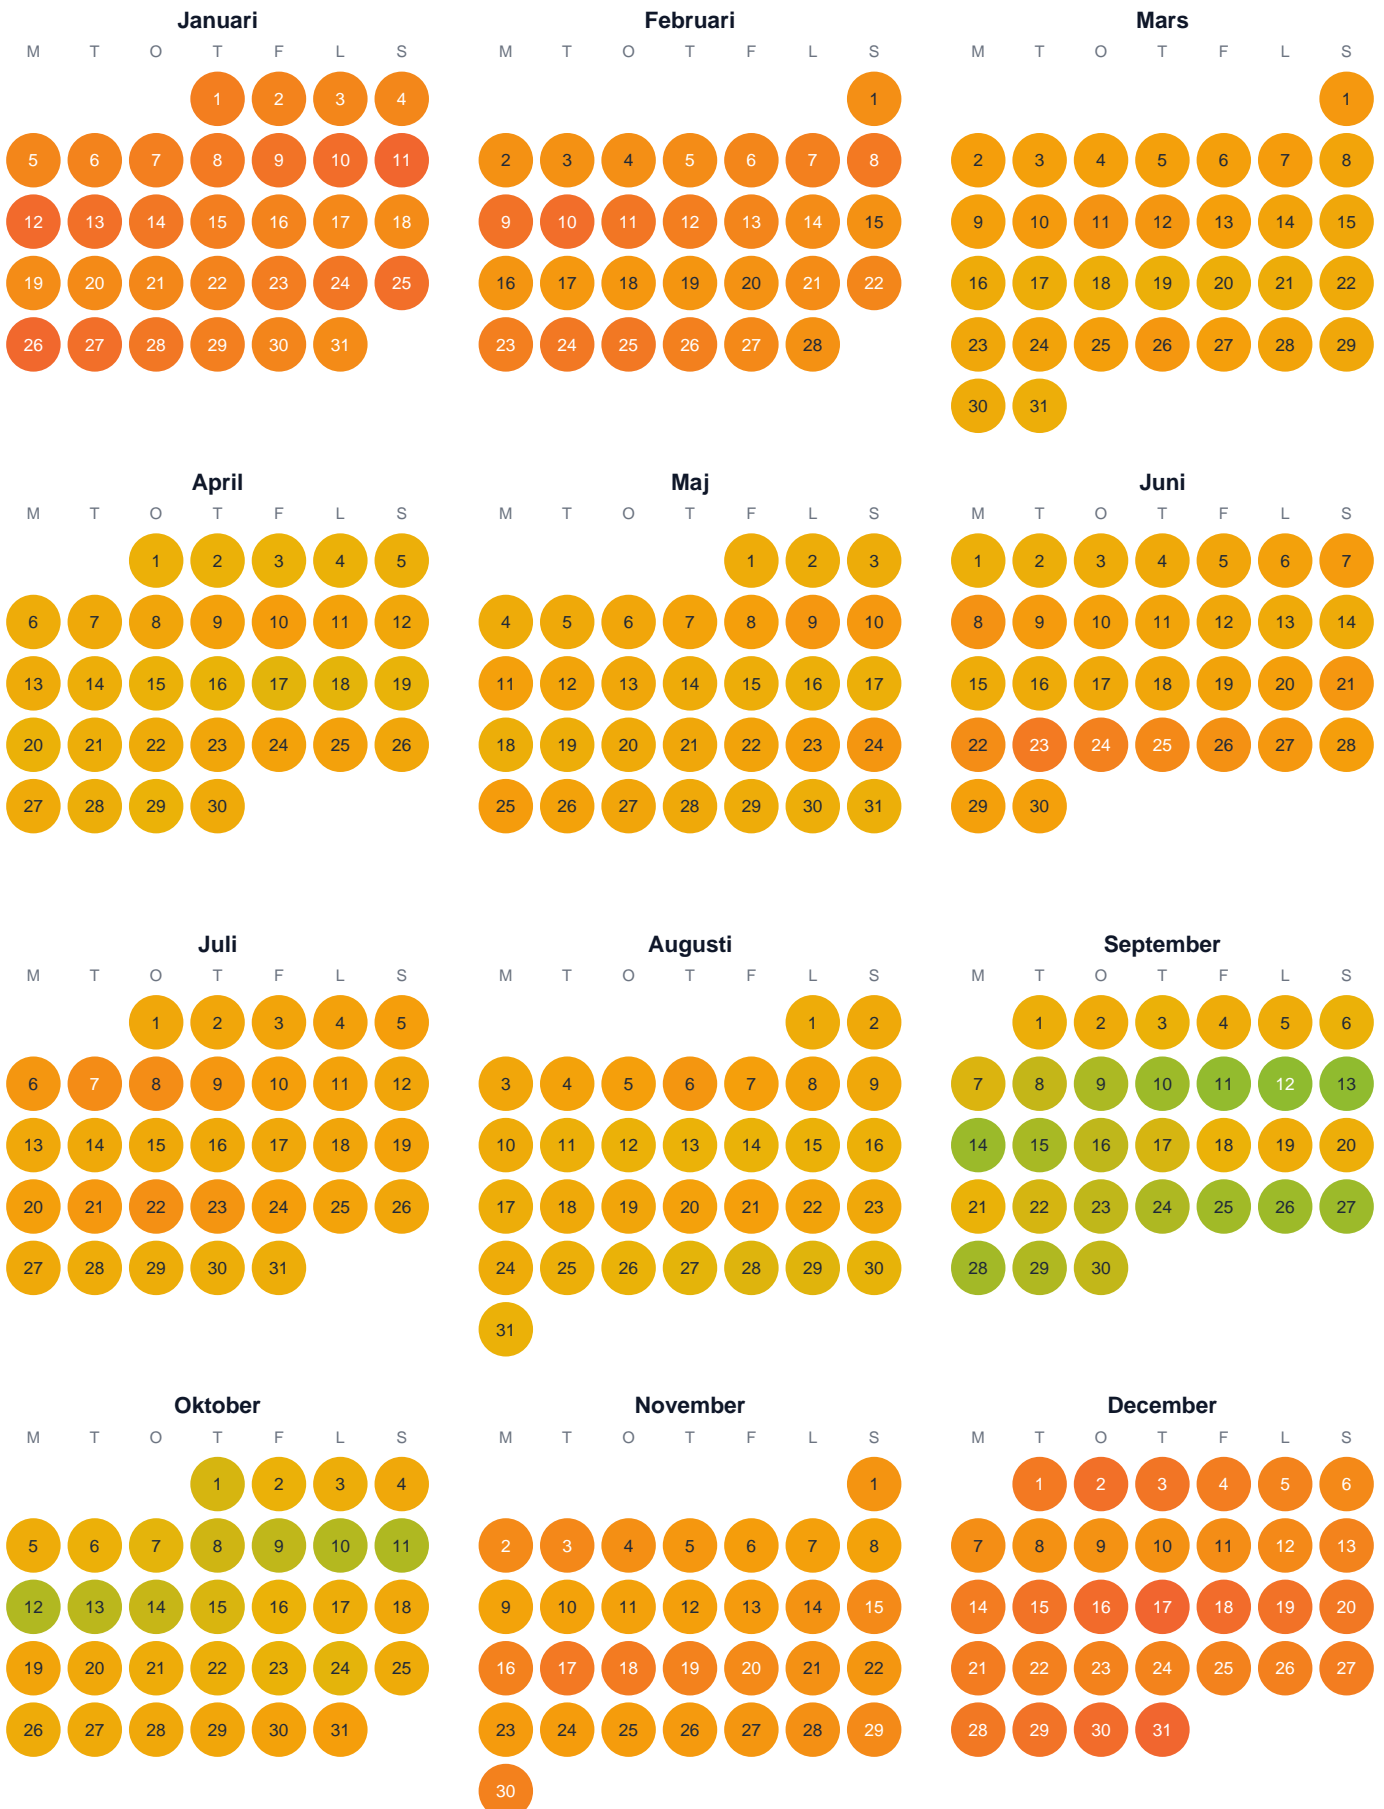 Januari Februari Mars
M T O T F L S M T O T F L S M T O T F L S
1 2 3 4 1 1
5 6 7 8 9 10 11 2 3 4 5 6 7 8 2 3 4 5 6 7 8
12 13 14 15 16 17 18 9 10 11 12 13 14 15 9 10 11 12 13 14 15
19 20 21 22 23 24 25 16 17 18 19 20 21 22 16 17 18 19 20 21 22
26 27 28 29 30 31 23 24 25 26 27 28 23 24 25 26 27 28 29
30 31
April Maj Juni
M T O T F L S M T O T F L S M T O T F L S
1 2 3 4 5 1 2 3 1 2 3 4 5 6 7
6 7 8 9 10 11 12 4 5 6 7 8 9 10 8 9 10 11 12 13 14
13 14 15 16 17 18 19 11 12 13 14 15 16 17 15 16 17 18 19 20 21
20 21 22 23 24 25 26 18 19 20 21 22 23 24 22 23 24 25 26 27 28
27 28 29 30 25 26 27 28 29 30 31 29 30
Juli Augusti September
M T O T F L S M T O T F L S M T O T F L S
1 2 3 4 5 1 2 1 2 3 4 5 6
6 7 8 9 10 11 12 3 4 5 6 7 8 9 7 8 9 10 11 12 13
13 14 15 16 17 18 19 10 11 12 13 14 15 16 14 15 16 17 18 19 20
20 21 22 23 24 25 26 17 18 19 20 21 22 23 21 22 23 24 25 26 27
27 28 29 30 31 24 25 26 27 28 29 30 28 29 30
31
Oktober November December
M T O T F L S M T O T F L S M T O T F L S
1 2 3 4 1 1 2 3 4 5 6
5 6 7 8 9 10 11 2 3 4 5 6 7 8 7 8 9 10 11 12 13
12 13 14 15 16 17 18 9 10 11 12 13 14 15 14 15 16 17 18 19 20
19 20 21 22 23 24 25 16 17 18 19 20 21 22 21 22 23 24 25 26 27
26 27 28 29 30 31 23 24 25 26 27 28 29 28 29 30 31
30